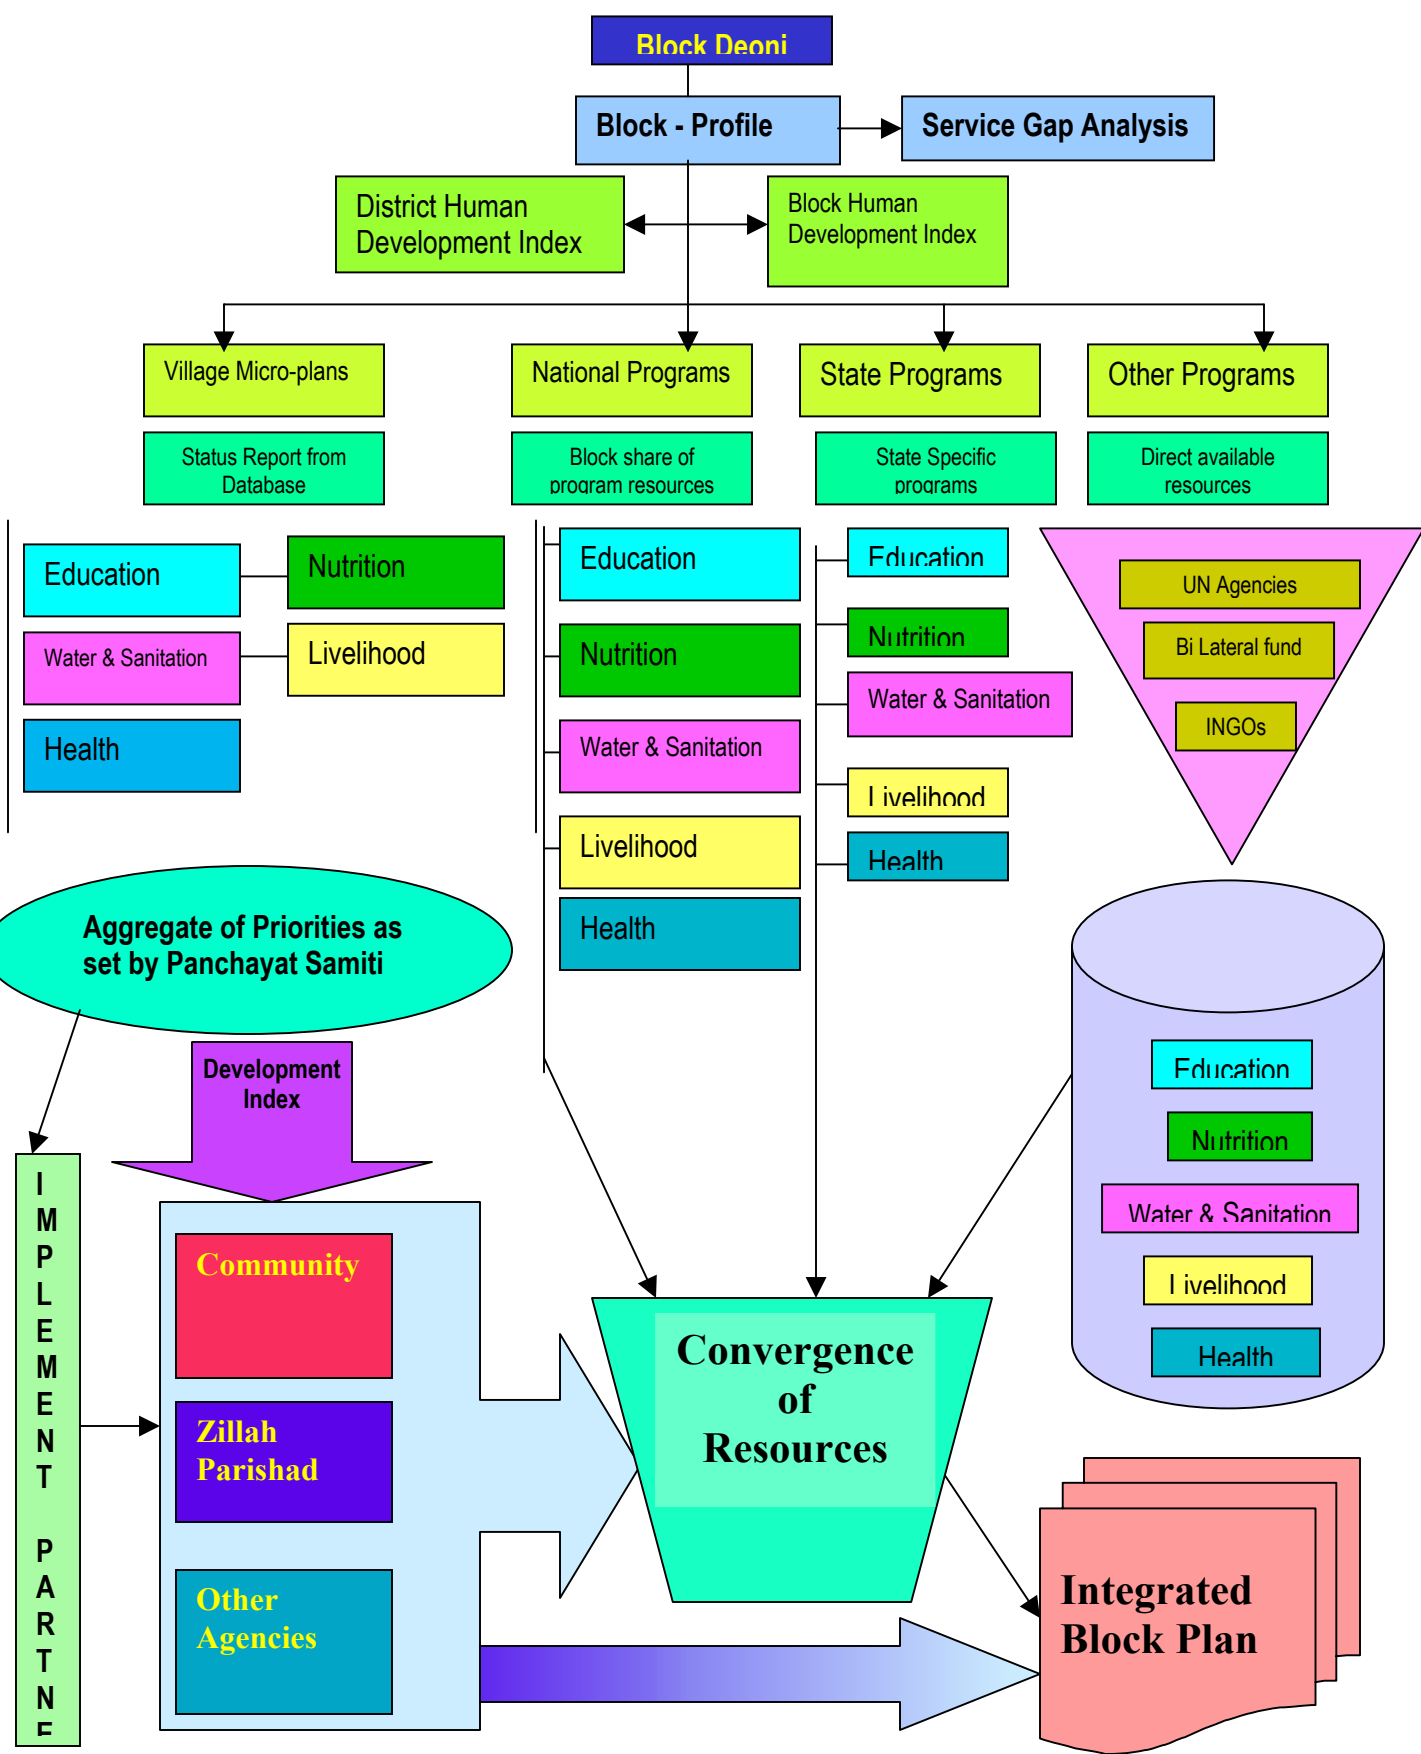 Block Deoni
Block - Profile
Service Gap Analysis
District Human
Development Index
Block Human
Development Index
Village Micro-plans
National Programs
State Programs
Other Programs
Status Report from
Database
Block share of
program resources
State Specific
programs
Direct available
resources
Education
Nutrition
Water & Sanitation
Livelihood
Health
Education
Nutrition
Water & Sanitation
Livelihood
Health
Education
Nutrition
Water & Sanitation
Livelihood
Health
UN Agencies
Bi Lateral fund
INGOs
Aggregate of Priorities as
set by Panchayat Samiti
Development
Index
Education
Nutrition
Water & Sanitation
Livelihood
Health
I
M
P
L
E
M
E
N
T
P
A
R
T
N
E
Community
Zillah
Parishad
Other
Agencies
Convergence
of
Resources
Integrated
Block Plan